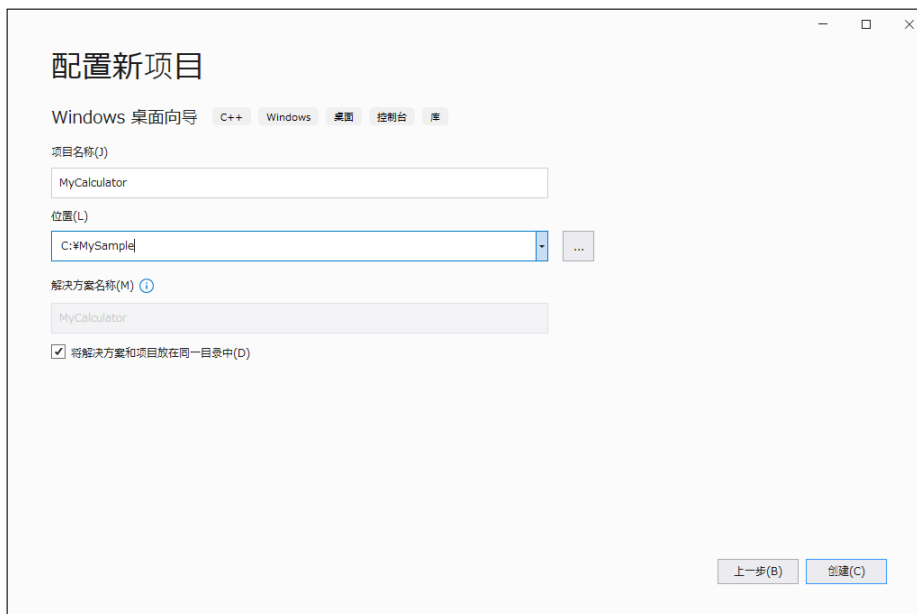 配置新项目
Windows 桌面向导 C++ Windows 桌面 控制台 库
项目名称(J)
MyCalculator
位置(L)
C:¥MySample
...
解决方案名称(M)
MyCalculator
将解决方案和项目放在同一目录中(D)
上一步(B) 创建(C)